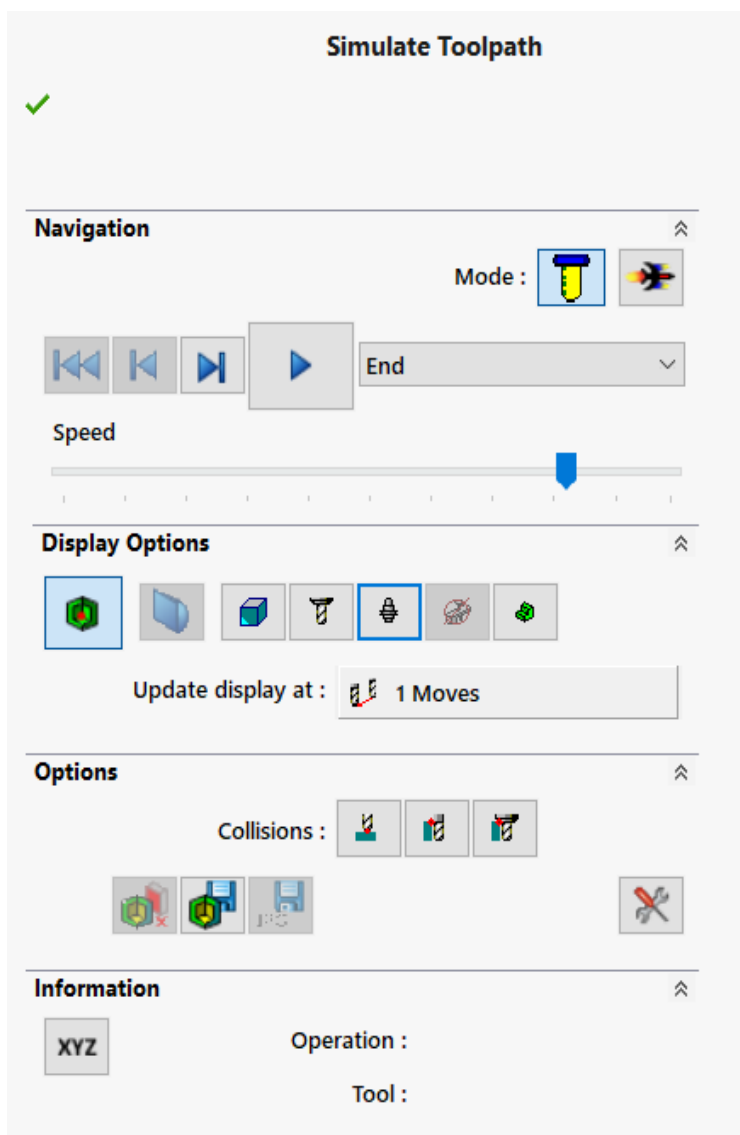 Simulate Toolpath
Navigation
Mode :
End
Speed
Display Options
Update display at : 1 Moves
Options
Collisions :
Information
XYZ Operation :
Tool :